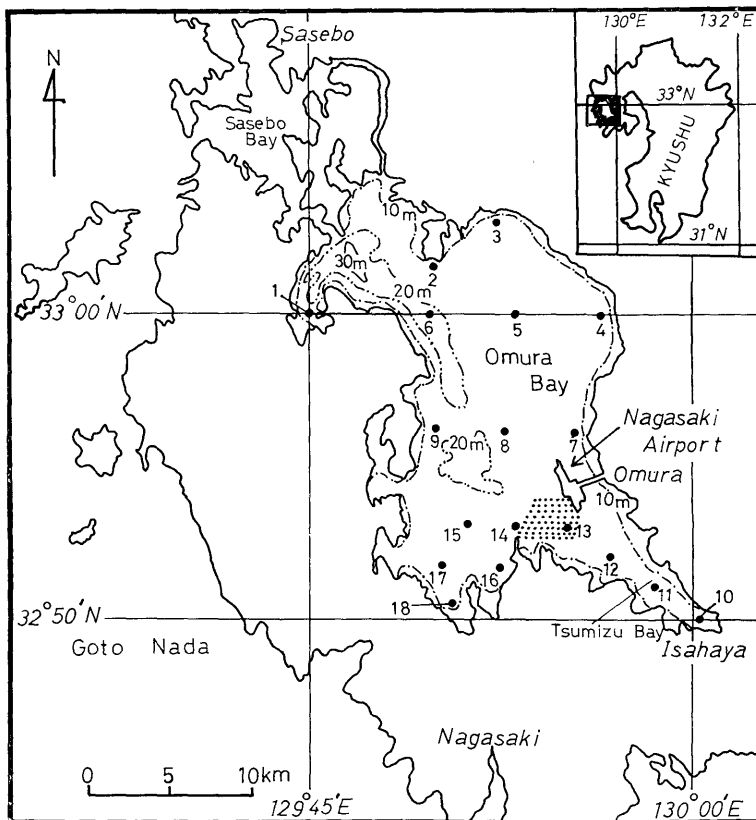 130°E
132°E
Sasebo
N
33°N
Sasebo
Bay
KYUSHU
10m
31°N
3
30m
2
1
20m
33°00′N
6
5
4
Omura
Bay
Nagasaki
Airport
9
20m
8
7
Omura
10m
15
14
13
12
17
16
11
10
18
32°50′N
Tsumizu Bay
Goto Nada
Isahaya
Nagasaki
0 5 10km
129°45′E
130°00′E